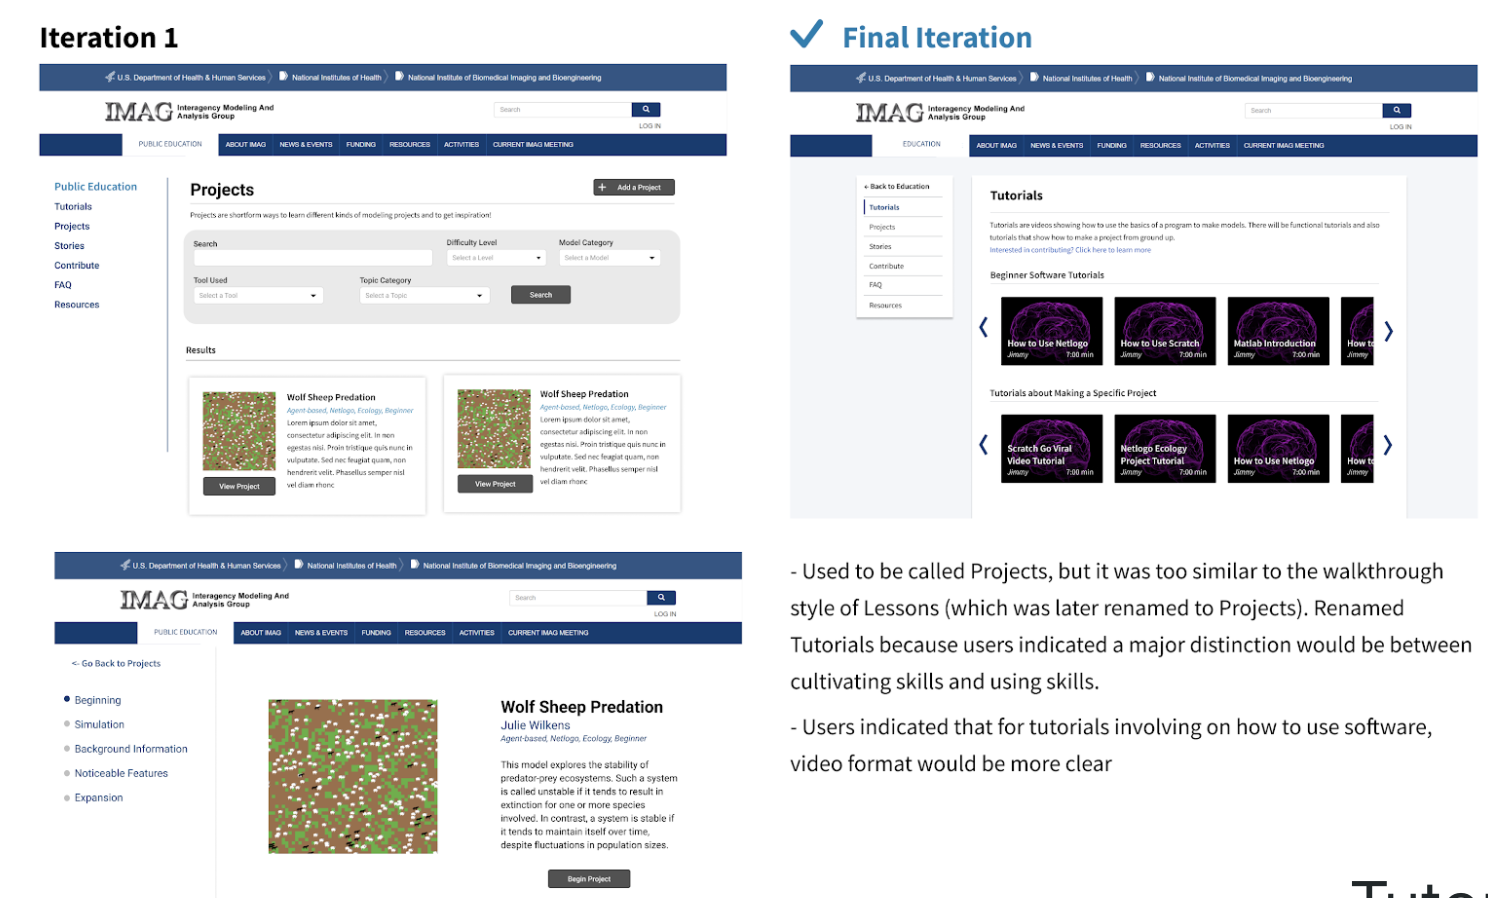 Iteration 1
U.S. Department of Health & Human Services
National Institutes of Health
National Institute of Biomedical Imaging and Bioengineering
IMAG
Interagency Modeling And
Analysis Group
Search
LOG IN
PUBLIC EDUCATION
ABOUT IMAG
NEWS & EVENTS
FUNDING
RESOURCES
ACTIVITIES
CURRENT IMAG MEETING
Public Education
Tutorials
Projects
Stories
Contribute
FAQ
Resources
Projects
+ Add a Project
Projects are shortform ways to learn different kinds of modeling projects and to get inspiration!
Search
Difficulty Level
Select a Level
Model Category
Select a Model
Tool Used
Select a Tool
Topic Category
Select a Topic
Search
Results
Wolf Sheep Predation
Agent-based, Netlogo, Ecology, Beginner
Lorem ipsum dolor sit amet,
consectetur adipiscing elit. In non
egestas nisi. Proin tristique quis nunc in
vulputate. Sed nec feugiat quam, non
hendrerit velit. Phasellus semper nisl
vel diam rhonc
View Project
Wolf Sheep Predation
Agent-based, Netlogo, Ecology, Beginner
Lorem ipsum dolor sit amet,
consectetur adipiscing elit. In non
egestas nisi. Proin tristique quis nunc in
vulputate. Sed nec feugiat quam, non
hendrerit velit. Phasellus semper nisl
vel diam rhonc
View Project
U.S. Department of Health & Human Services
National Institutes of Health
National Institute of Biomedical Imaging and Bioengineering
IMAG
Interagency Modeling And
Analysis Group
Search
LOG IN
PUBLIC EDUCATION
ABOUT IMAG
NEWS & EVENTS
FUNDING
RESOURCES
ACTIVITIES
CURRENT IMAG MEETING
<- Go Back to Projects
Beginning
Simulation
Background Information
Noticeable Features
Expansion
Wolf Sheep Predation
Julie Wilkens
Agent-based, Netlogo, Ecology, Beginner
This model explores the stability of
predator-prey ecosystems. Such a system
is called unstable if it tends to result in
extinction for one or more species
involved. In contrast, a system is stable if
it tends to maintain itself over time,
despite fluctuations in population sizes.
Begin Project
Final Iteration
U.S. Department of Health & Human Services
National Institutes of Health
National Institute of Biomedical Imaging and Bioengineering
IMAG
Interagency Modeling And
Analysis Group
Search
LOG IN
EDUCATION
ABOUT IMAG
NEWS & EVENTS
FUNDING
RESOURCES
ACTIVITIES
CURRENT IMAG MEETING
← Back to Education
Tutorials
Projects
Stories
Contribute
FAQ
Resources
Tutorials
Tutorials are videos showing how to use the basics of a program to make models. There will be functional tutorials and also
tutorials that show how to make a project from ground up.
Interested in contributing? Click here to learn more
Beginner Software Tutorials
How to Use Netlogo
Jimmy 7:00 min
How to Use Scratch
Jimmy 7:00 min
Matlab Introduction
Jimmy 7:00 min
How to
Jimmy
Tutorials about Making a Specific Project
Scratch Go Viral
Video Tutorial
Jimmy 7:00 min
Netlogo Ecology
Project Tutorial
Jimmy 7:00 min
How to Use Netlogo
Jimmy 7:00 min
How to
Jimmy
- Used to be called Projects, but it was too similar to the walkthrough
style of Lessons (which was later renamed to Projects). Renamed
Tutorials because users indicated a major distinction would be between
cultivating skills and using skills.
- Users indicated that for tutorials involving on how to use software,
video format would be more clear